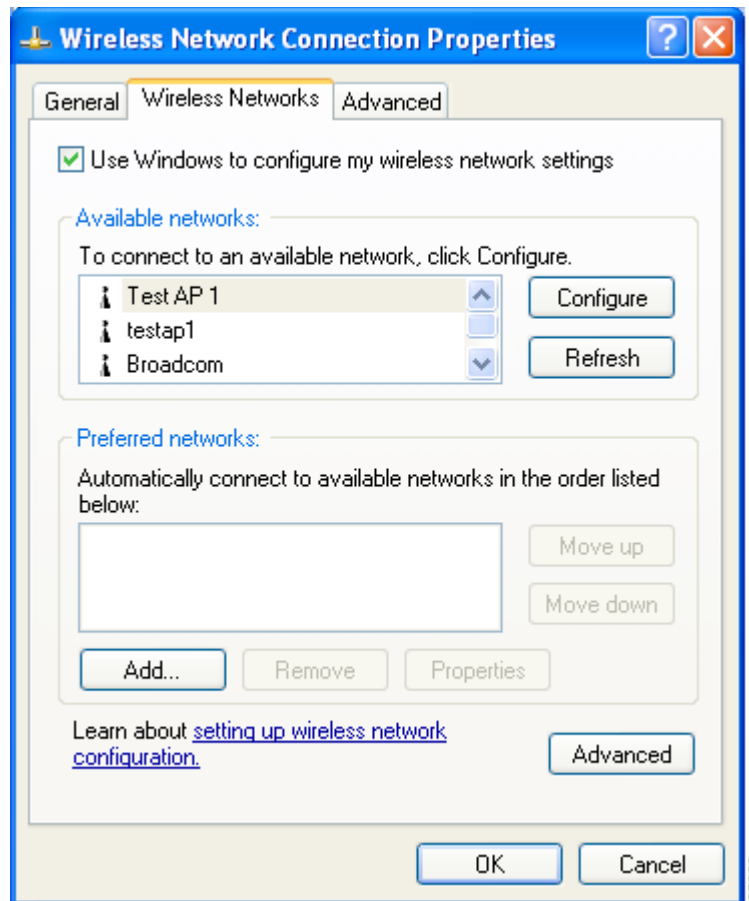 Wireless Network Connection Properties
General
Wireless Networks
Advanced
Use Windows to configure my wireless network settings
Available networks:
To connect to an available network, click Configure.
Test AP 1
testap1
Broadcom
Configure
Refresh
Preferred networks:
Automatically connect to available networks in the order listed
below:
Move up
Move down
Add...
Remove
Properties
Learn about setting up wireless network
configuration.
Advanced
OK
Cancel